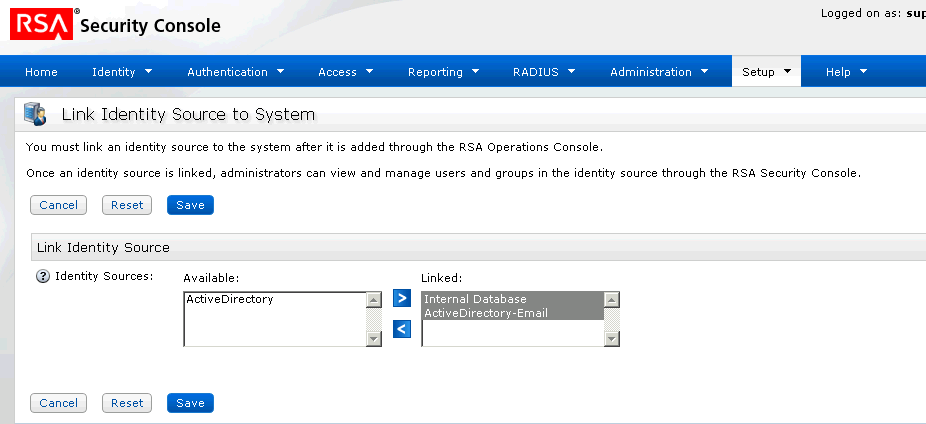 RSA Security Console
Logged on as: sup
Home Identity Authentication Access Reporting RADIUS Administration Setup Help
Link Identity Source to System
You must link an identity source to the system after it is added through the RSA Operations Console.
Once an identity source is linked, administrators can view and manage users and groups in the identity source through the RSA Security Console.
Cancel Reset Save
Link Identity Source
? Identity Sources:
Available:
ActiveDirectory
>
<
Linked:
Internal Database
ActiveDirectory-Email
Cancel Reset Save